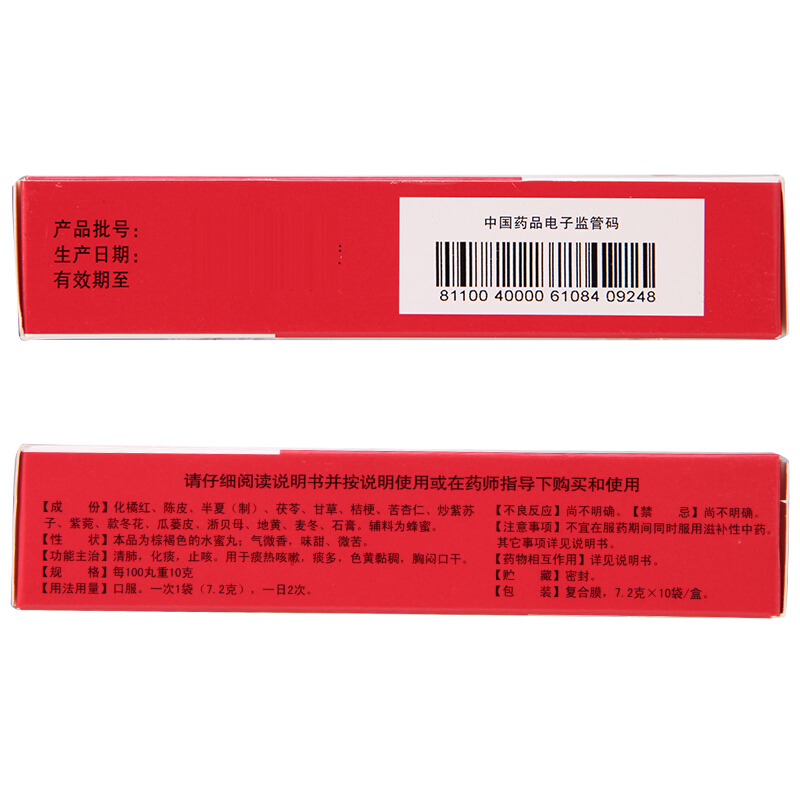 产品批号:
生产日期:
有效期至
中国药品电子监管码
81100 40000 61084 09248
请仔细阅读说明书并按说明使用或在药师指导下购买和使用
【成 份】化橘红、陈皮、半夏（制）、茯苓、甘草、桔梗、苦杏仁、炒紫苏
子、紫菀、款冬花、瓜蒌皮、浙贝母、地黄、麦冬、石膏。辅料为蜂蜜。
【性 状】本品为棕褐色的水蜜丸；气微香，味甜、微苦。
【功能主治】清肺，化痰，止咳。用于痰热咳嗽，痰多，色黄黏稠，胸闷口干。
【规 格】每100丸重10克
【用法用量】口服。一次1袋（7.2克），一日2次。
【不良反应】尚不明确。【禁 忌】尚不明确。
【注意事项】不宜在服药期间同时服用滋补性中药。
其它事项详见说明书。
【药物相互作用】详见说明书。
【贮 藏】密封。
【包 装】复合膜，7.2克×10袋/盒。